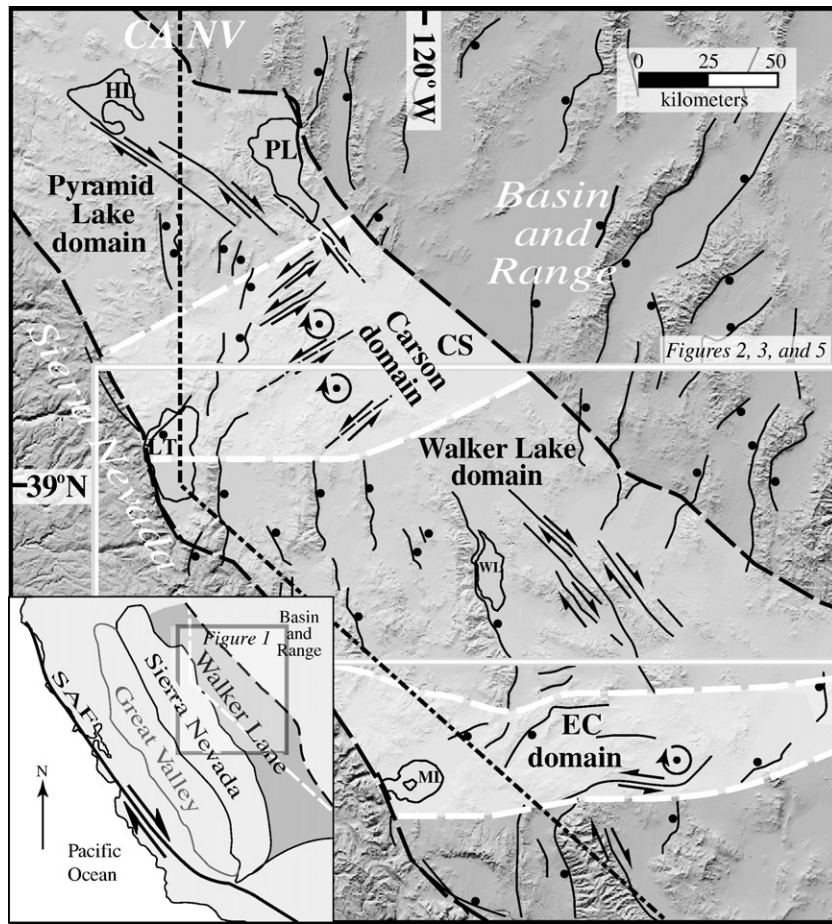 CA NV
120° W
0 25 50
kilometers
HL
PL
Pyramid
Lake
domain
Basin
and
Range
Carson
domain
CS
Figures 2, 3, and 5
Sierra Nevada
LT
39°N
Walker Lake
domain
WL
EC
domain
ML
Basin
and
Range
Figure 1
Walker Lane
Sierra Nevada
Great Valley
SAF
N
Pacific
Ocean